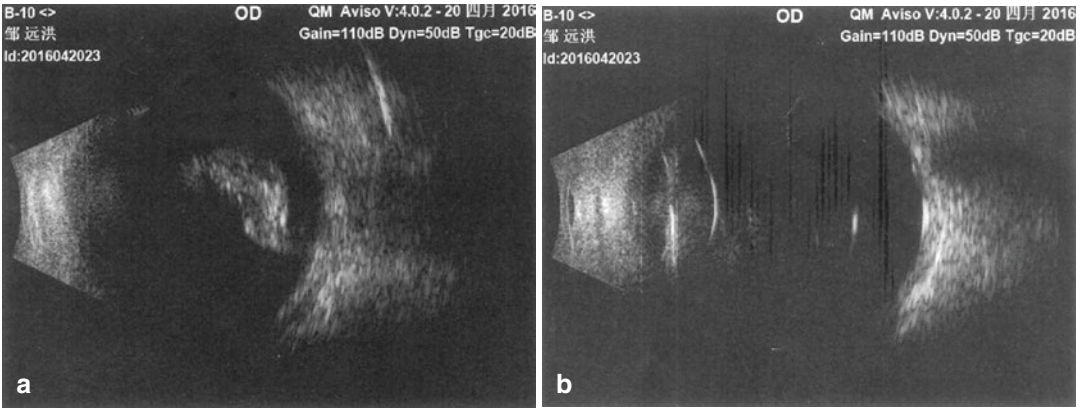 B-10 <> OD QM Aviso V:4.0.2 - 20 四月 2016
邹 远洪 Gain=110dB Dyn=50dB Tgc=20dB
Id:2016042023
a
B-10 <> OD QM Aviso V:4.0.2 - 20 四月 2016
邹 远洪 Gain=110dB Dyn=50dB Tgc=20dB
Id:2016042023
b